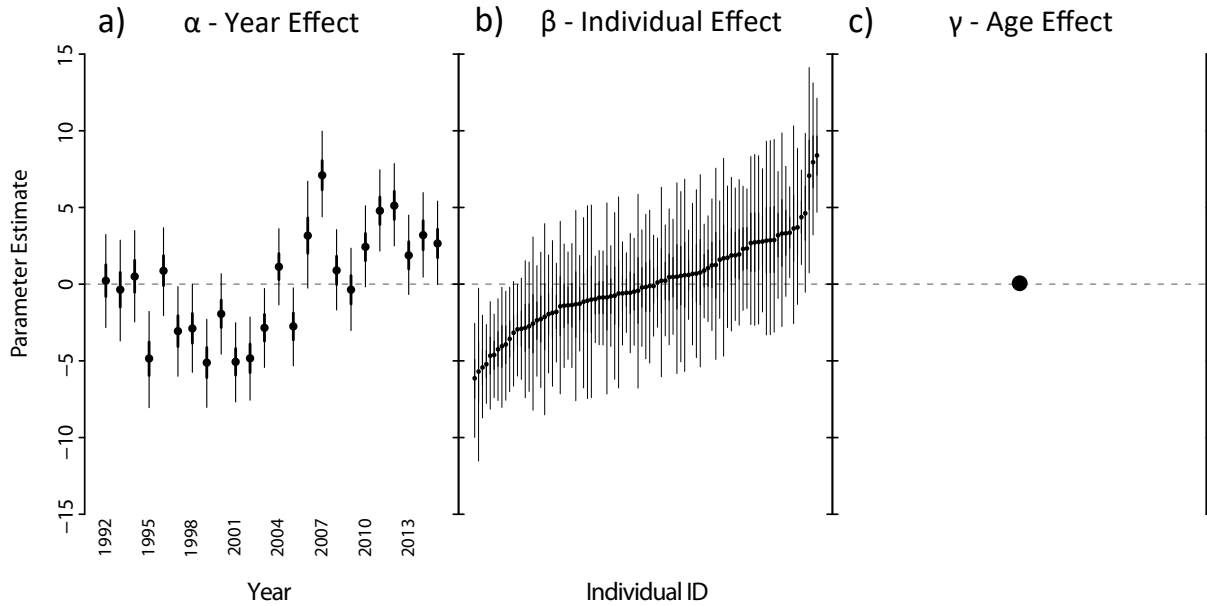 a) α - Year Effect
b) β - Individual Effect
c) γ - Age Effect
Parameter Estimate
15
10
5
0
−5
−10
−15
1992
1995
1998
2001
2004
2007
2010
2013
Year
Individual ID